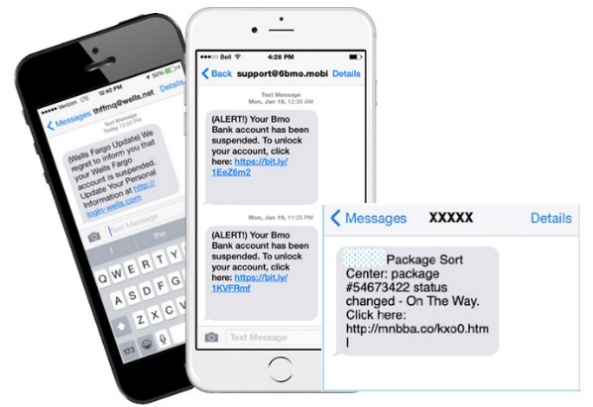 Verizon LTE 12:40 PM 50%
Messages thffmq@wells.net Details
Text Message
Today 12:35 PM
(Wells Fargo Update) We
regret to inform you that
your Wells Fargo
account is suspended.
Update Your Personal
Information at http://
login-wells.com
Text Message
I the
Q W E R T Y
A S D F G
Z X C V
123
Bell 4:28 PM
Back support@6bmo.mobi Details
Text Message
Mon, Jan 19, 12:35 AM
(ALERT!) Your Bmo
Bank account has been
suspended. To unlock
your account, click
here: https://bit.ly/
1EeZ6m2
Mon, Jan 19, 11:25 PM
(ALERT!) Your Bmo
Bank account has been
suspended. To unlock
your account, click
here: https://bit.ly/
1KVFRmf
Text Message
Messages XXXXX Details
Package Sort
Center: package
#54673422 status
changed - On The Way.
Click here:
http://mnbba.co/kxo0.htm
l